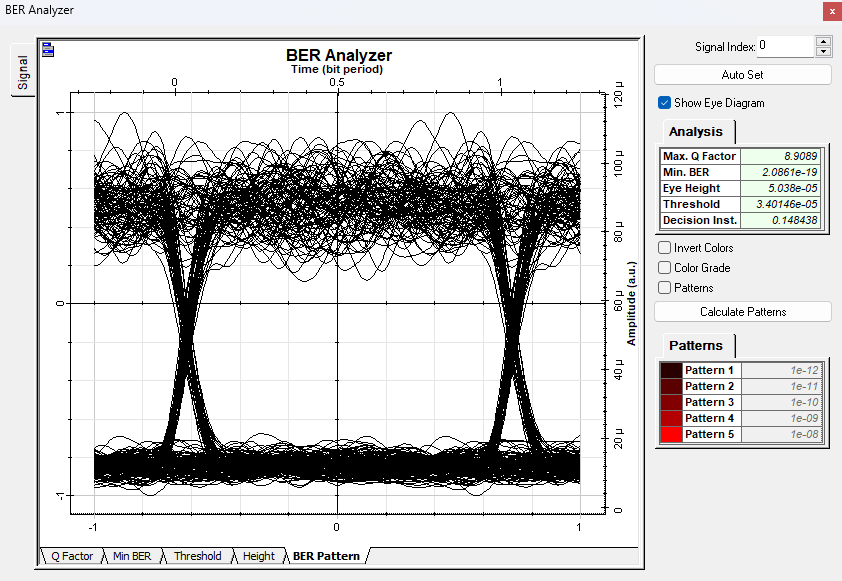 BER Analyzer
x
Signal
BER Analyzer
Time (bit period)
0 0.5 1
1
0
-1
-1 0 1
0 20 µ 40 µ 60 µ 80 µ 100 µ 120 µ
Amplitude (a.u.)
Q Factor Min BER Threshold Height BER Pattern
Signal Index: 0
Auto Set
Show Eye Diagram
Analysis
Max. Q Factor 8.9089
Min. BER 2.0861e-19
Eye Height 5.038e-05
Threshold 3.40146e-05
Decision Inst. 0.148438
Invert Colors
Color Grade
Patterns
Calculate Patterns
Patterns
Pattern 1 1e-12
Pattern 2 1e-11
Pattern 3 1e-10
Pattern 4 1e-09
Pattern 5 1e-08